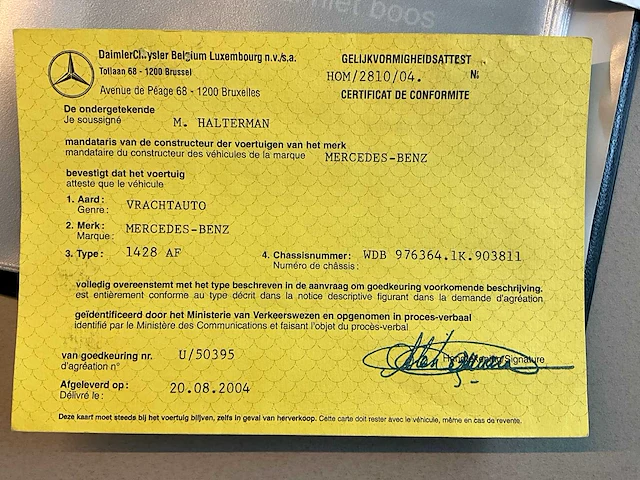 niet boos
DaimlerChrysler Belgium Luxembourg n.v./s.a.
Tollaan 68 - 1200 Brussel
Avenue de Péage 68 - 1200 Bruxelles
GELIJKVORMIGHEIDSATTEST
HOM/2810/04. N
CERTIFICAT DE CONFORMITE
De ondergetekende
Je soussigné M. HALTERMAN
mandataris van de constructeur der voertuigen van het merk
mandataire du constructeur des véhicules de la marque MERCEDES-BENZ
bevestigt dat het voertuig
atteste que le véhicule
1. Aard :
Genre : VRACHTAUTO
2. Merk :
Marque : MERCEDES-BENZ
3. Type : 1428 AF
4. Chassisnummer : WDB 976364.1K.903811
Numéro de châssis :
volledig overeenstemt met het type beschreven in de aanvraag om goedkeuring voorkomende beschrijving.
est entièrement conforme au type décrit dans la notice descriptive figurant dans la demande d'agréation
geïdentificeerd door het Ministerie van Verkeerswezen en opgenomen in proces-verbaal
identifié par le Ministère des Communications et faisant l'objet du procès-verbal
van goedkeuring nr. U/50395
d'agréation n°
Signature
Afgeleverd op : 20.08.2004
Délivré le :
Deze kaart moet steeds bij het voertuig blijven, zelfs in geval van herverkoop. Cette carte doit rester avec le véhicule, même en cas de revente.